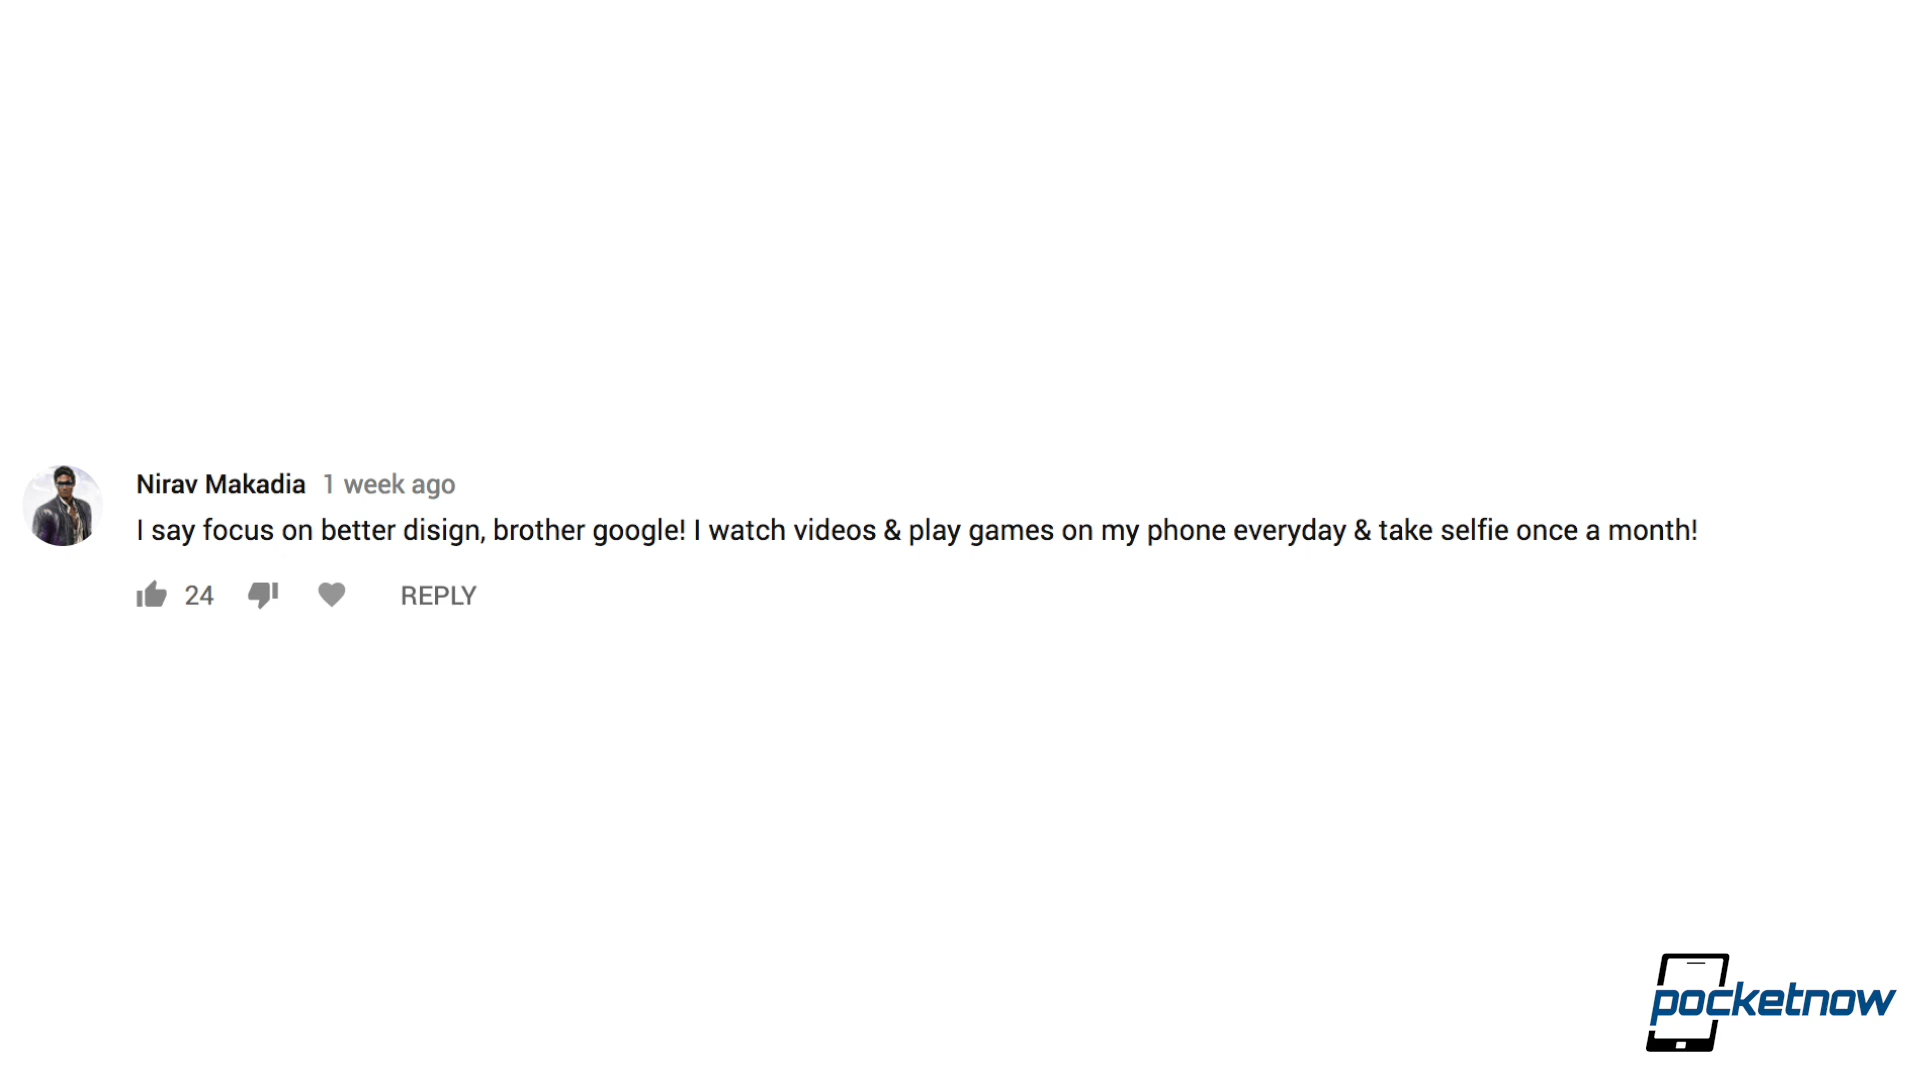 Nirav Makadia 1 week ago
I say focus on better disign, brother google! I watch videos & play games on my phone everyday & take selfie once a month!
24 REPLY
pocketnow